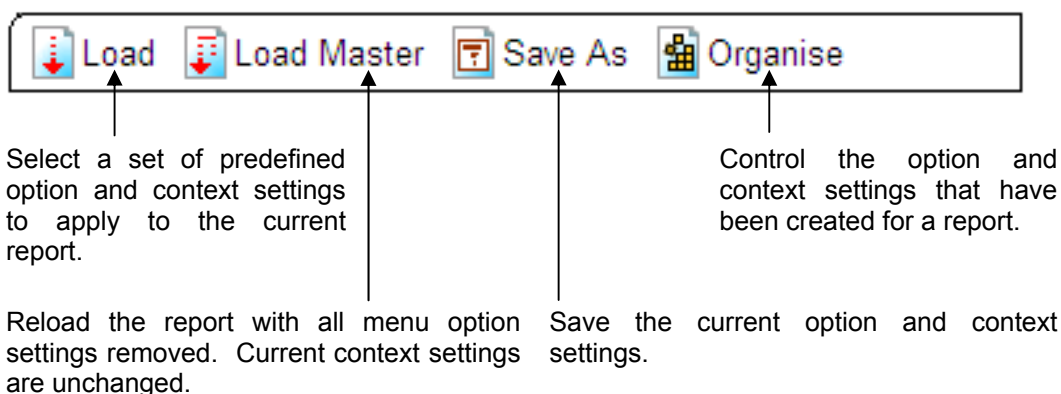 Load Load Master Save As Organise
Select a set of predefined
option and context settings
to apply to the current
report.
Control the option and
context settings that have
been created for a report.
Reload the report with all menu option
settings removed. Current context settings
are unchanged.
Save the current option and context
settings.